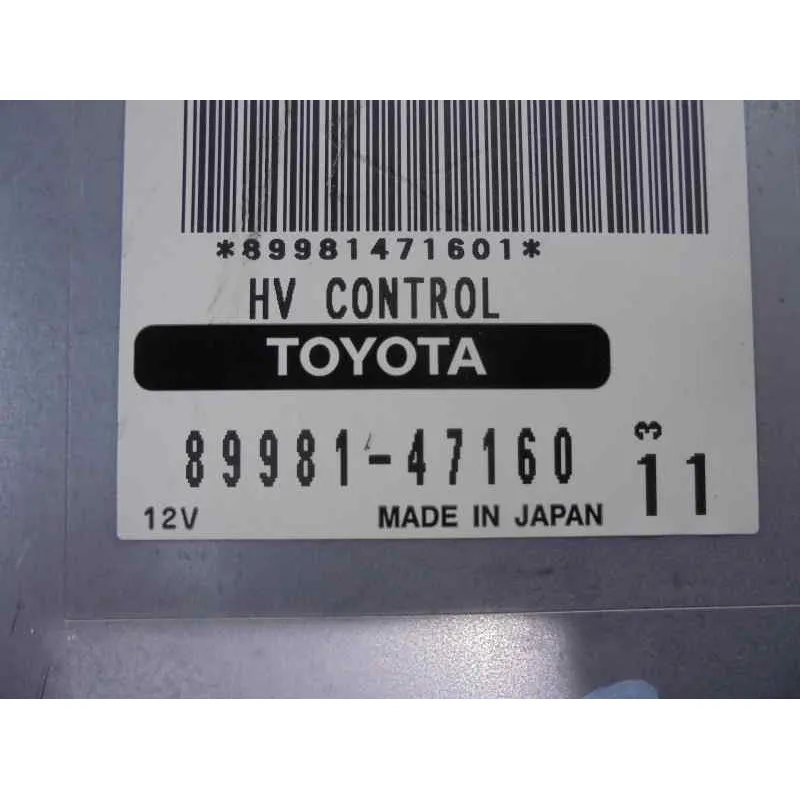 *89981471601*
HV CONTROL
TOYOTA
89981-47160
3
11
12V
MADE IN JAPAN